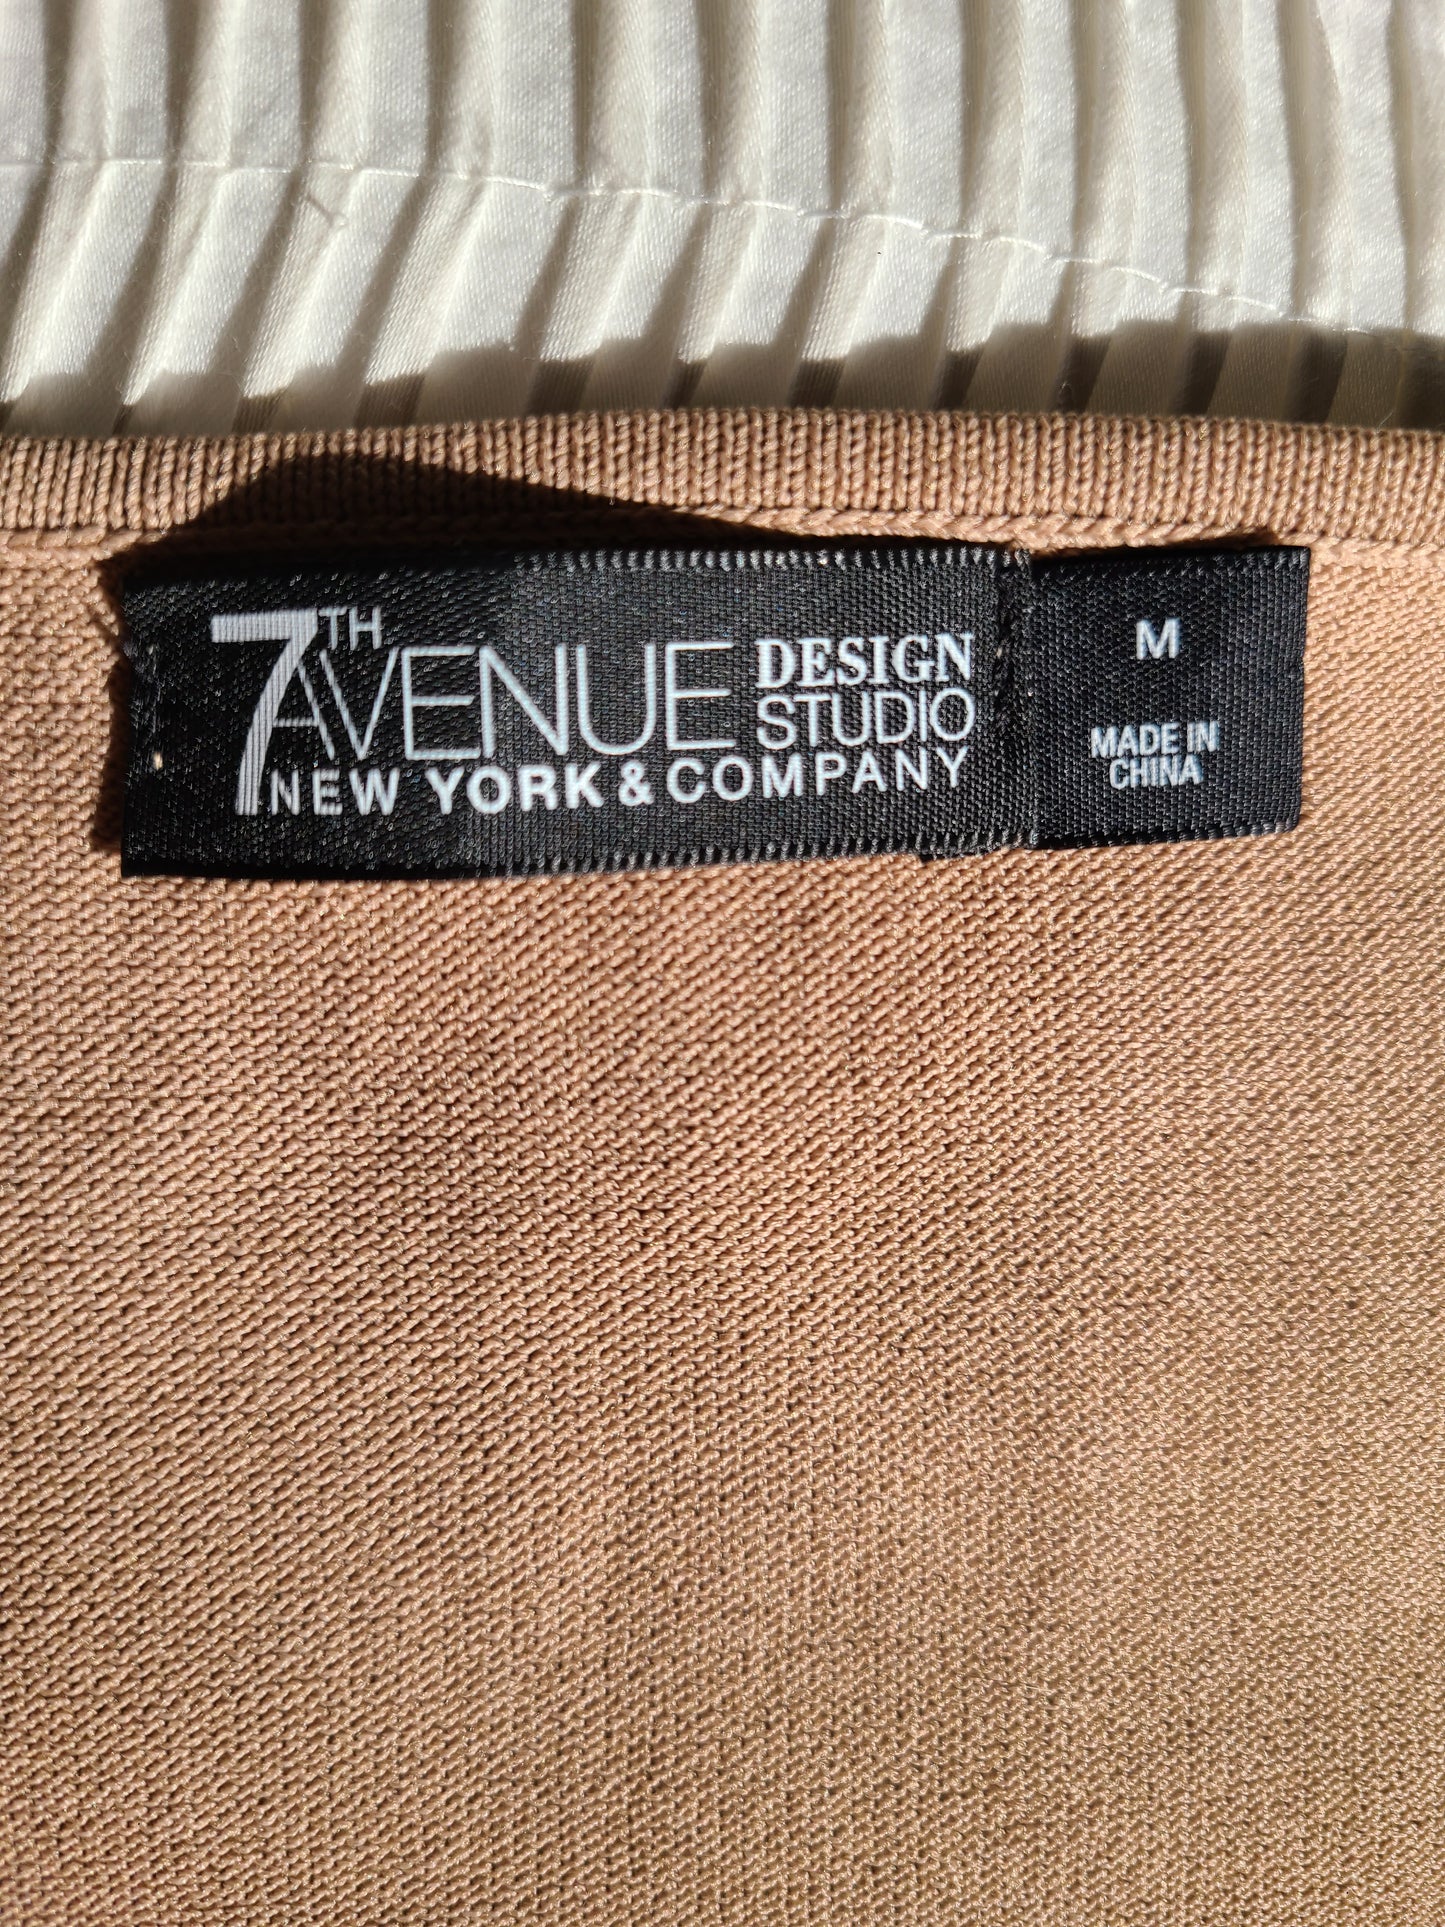 7TH AVENUE DESIGN STUDIO
NEW YORK & COMPANY
M
MADE IN
CHINA